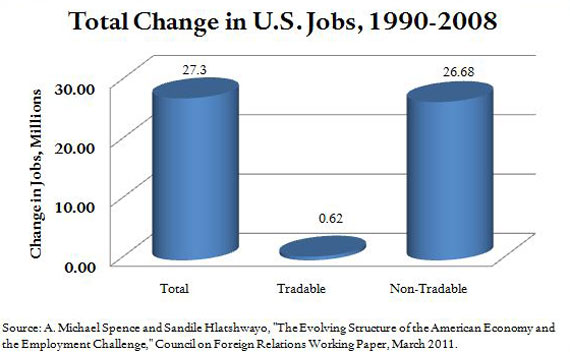 Total Change in U.S. Jobs, 1990-2008
Change in Jobs, Millions
30.00
20.00
10.00
0.00
27.3
0.62
26.68
Total
Tradable
Non-Tradable
Source: A. Michael Spence and Sandile Hlatshwayo, "The Evolving Structure of the American Economy and
the Employment Challenge," Council on Foreign Relations Working Paper, March 2011.